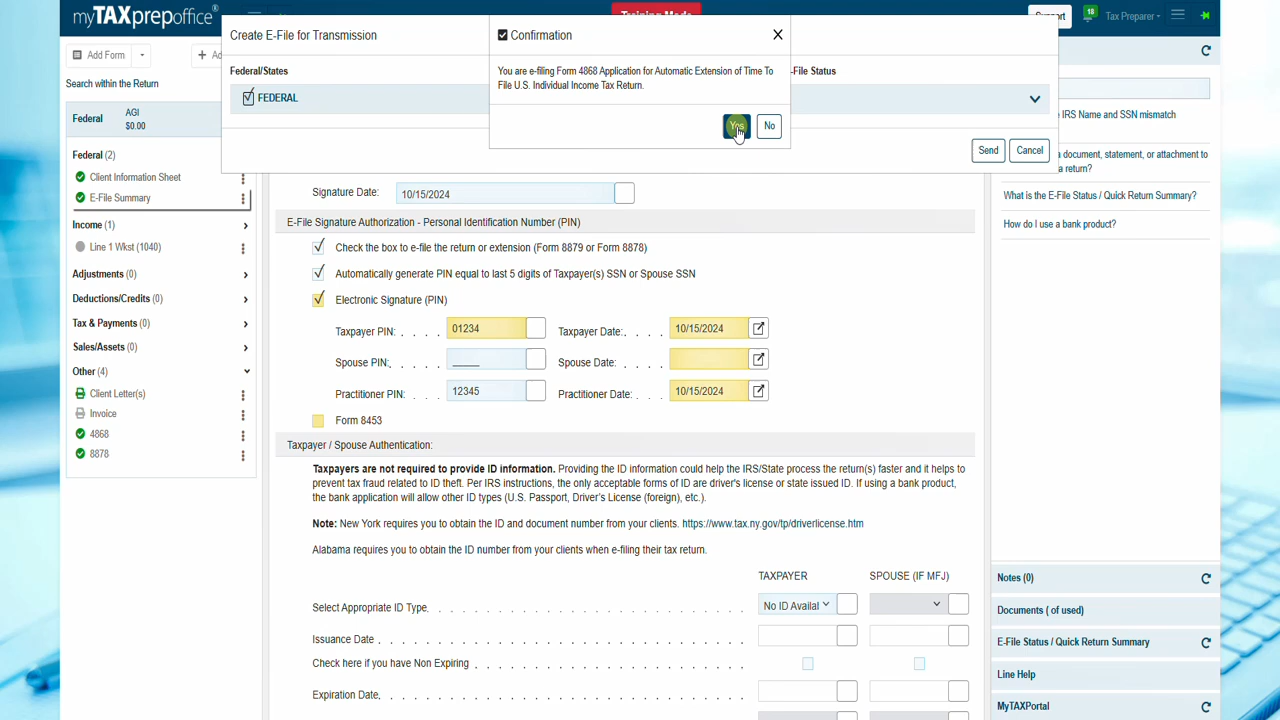 myTAXprepoffice®
Training Mode
Support
18
Tax Preparer
Add Form
Search within the Return
Federal AGI
$0.00
Federal (2)
Client Information Sheet
E-File Summary
Income (1)
Line 1 Wkst (1040)
Adjustments (0)
Deductions/Credits (0)
Tax & Payments (0)
Sales/Assets (0)
Other (4)
Client Letter(s)
Invoice
4868
8878
Create E-File for Transmission
Federal/States
-File Status
FEDERAL
Send
Cancel
Confirmation
X
You are e-filing Form 4868 Application for Automatic Extension of Time To
File U.S. Individual Income Tax Return.
Yes
No
Signature Date: 10/15/2024
E-File Signature Authorization - Personal Identification Number (PIN)
Check the box to e-file the return or extension (Form 8879 or Form 8878)
Automatically generate PIN equal to last 5 digits of Taxpayer(s) SSN or Spouse SSN
Electronic Signature (PIN)
Taxpayer PIN: . . . . 01234 Taxpayer Date: . . . . 10/15/2024
Spouse PIN: . . . . _____ Spouse Date: . . . .
Practitioner PIN: . . . 12345 Practitioner Date: . . . 10/15/2024
Form 8453
Taxpayer / Spouse Authentication:
Taxpayers are not required to provide ID information. Providing the ID information could help the IRS/State process the return(s) faster and it helps to
prevent tax fraud related to ID theft. Per IRS instructions, the only acceptable forms of ID are driver's license or state issued ID. If using a bank product,
the bank application will allow other ID types (U.S. Passport, Driver's License (foreign), etc.).
Note: New York requires you to obtain the ID and document number from your clients. https://www.tax.ny.gov/tp/driverlicense.htm
Alabama requires you to obtain the ID number from your clients when e-filing their tax return.
TAXPAYER SPOUSE (IF MFJ)
Select Appropriate ID Type. No ID Availal
Issuance Date
Check here if you have Non Expiring
Expiration Date.
IRS Name and SSN mismatch
a document, statement, or attachment to
a return?
What is the E-File Status / Quick Return Summary?
How do I use a bank product?
Notes (0)
Documents ( of used)
E-File Status / Quick Return Summary
Line Help
MyTAXPortal